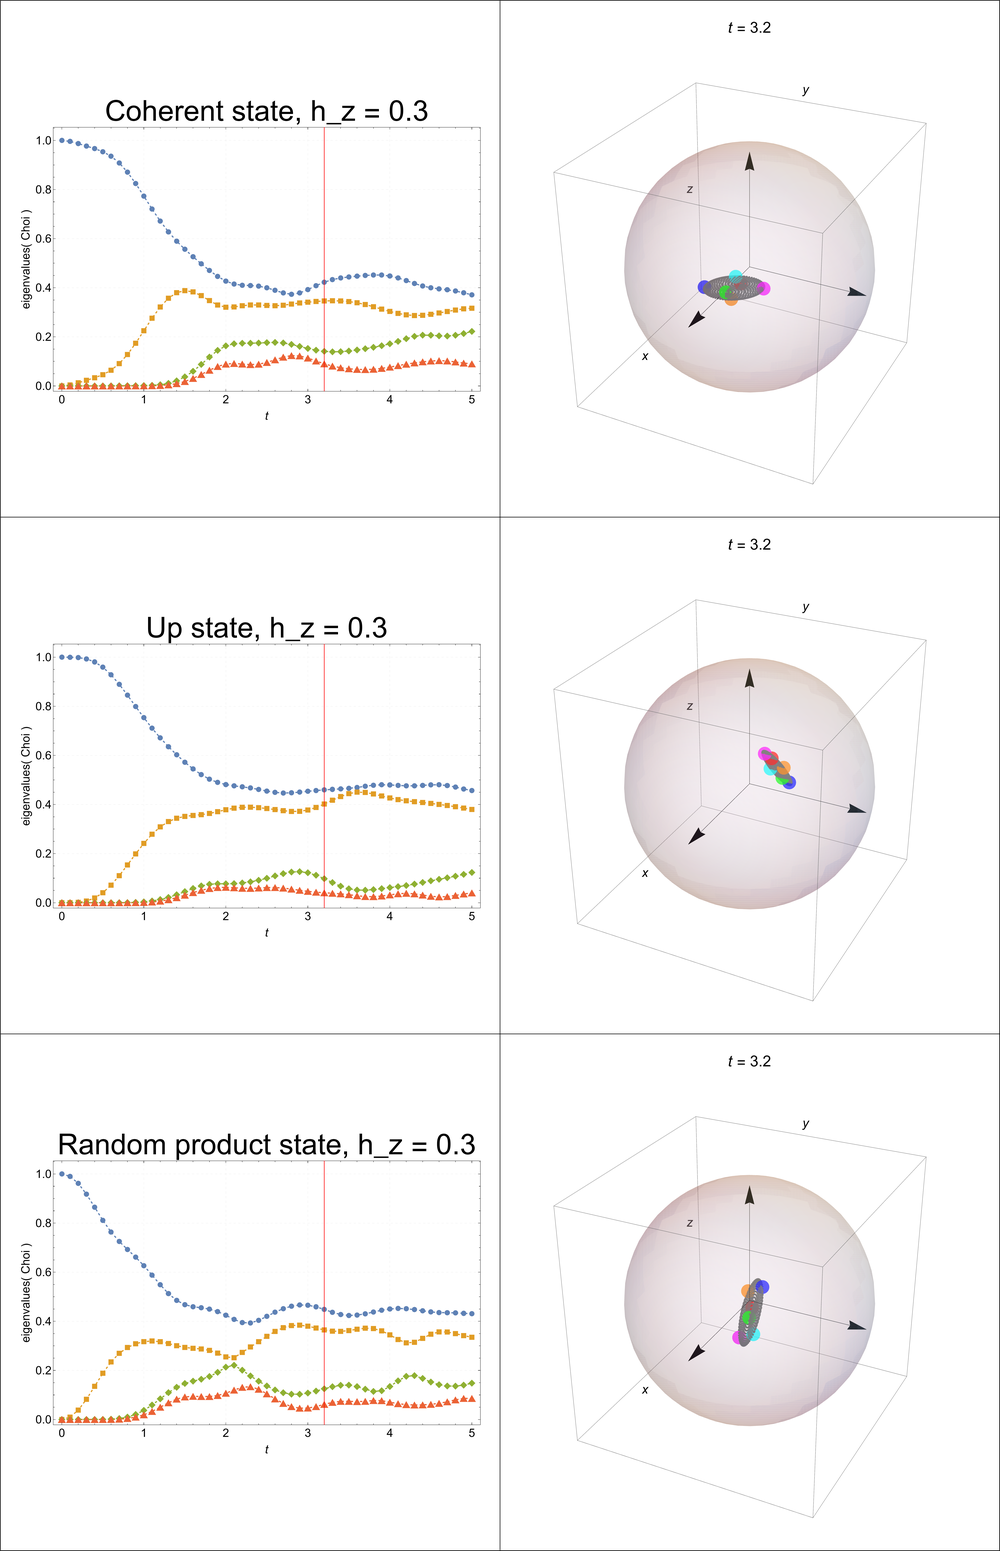 Coherent state, h_z = 0.3
eigenvalues( Choi )
1.0
0.8
0.6
0.4
0.2
0.0
0 1 2 3 4 5
t
t = 3.2
y
z
x
Up state, h_z = 0.3
eigenvalues( Choi )
1.0
0.8
0.6
0.4
0.2
0.0
0 1 2 3 4 5
t
t = 3.2
y
z
x
Random product state, h_z = 0.3
eigenvalues( Choi )
1.0
0.8
0.6
0.4
0.2
0.0
0 1 2 3 4 5
t
t = 3.2
y
z
x